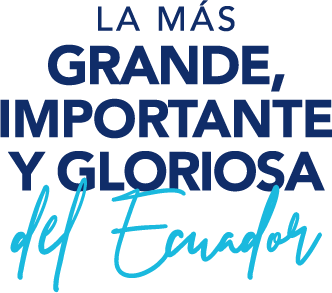 LA MÁS
GRANDE,
IMPORTANTE
Y GLORIOSA
del Ecuador